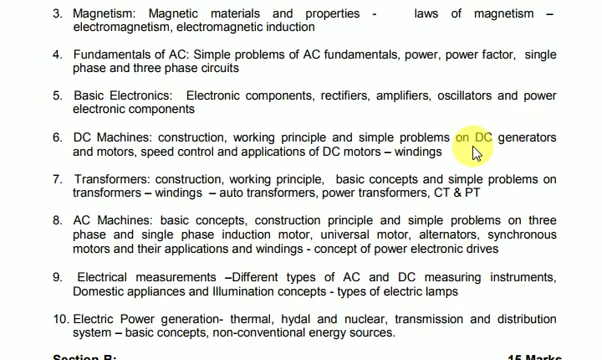 3. Magnetism: Magnetic materials and properties - laws of magnetism –
electromagnetism, electromagnetic induction
4. Fundamentals of AC: Simple problems of AC fundamentals, power, power factor, single
phase and three phase circuits
5. Basic Electronics: Electronic components, rectifiers, amplifiers, oscillators and power
electronic components
6. DC Machines: construction, working principle and simple problems on DC generators
and motors, speed control and applications of DC motors – windings
7. Transformers: construction, working principle, basic concepts and simple problems on
transformers – windings – auto transformers, power transformers, CT & PT
8. AC Machines: basic concepts, construction principle and simple problems on three
phase and single phase induction motor, universal motor, alternators, synchronous
motors and their applications and windings - concept of power electronic drives
9. Electrical measurements –Different types of AC and DC measuring instruments,
Domestic appliances and Illumination concepts - types of electric lamps
10. Electric Power generation- thermal, hydal and nuclear, transmission and distribution
system – basic concepts, non-conventional energy sources.
Section B: 15 Marks